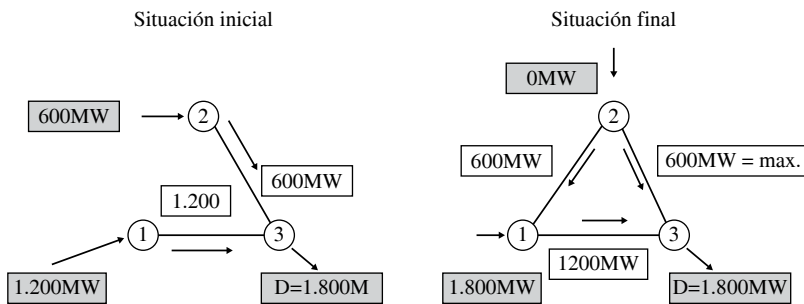 Situación inicial
Situación final
600MW
2
600MW
1.200
1
3
1.200MW
D=1.800M
0MW
2
600MW
600MW = max.
1
3
1200MW
1.800MW
D=1.800MW